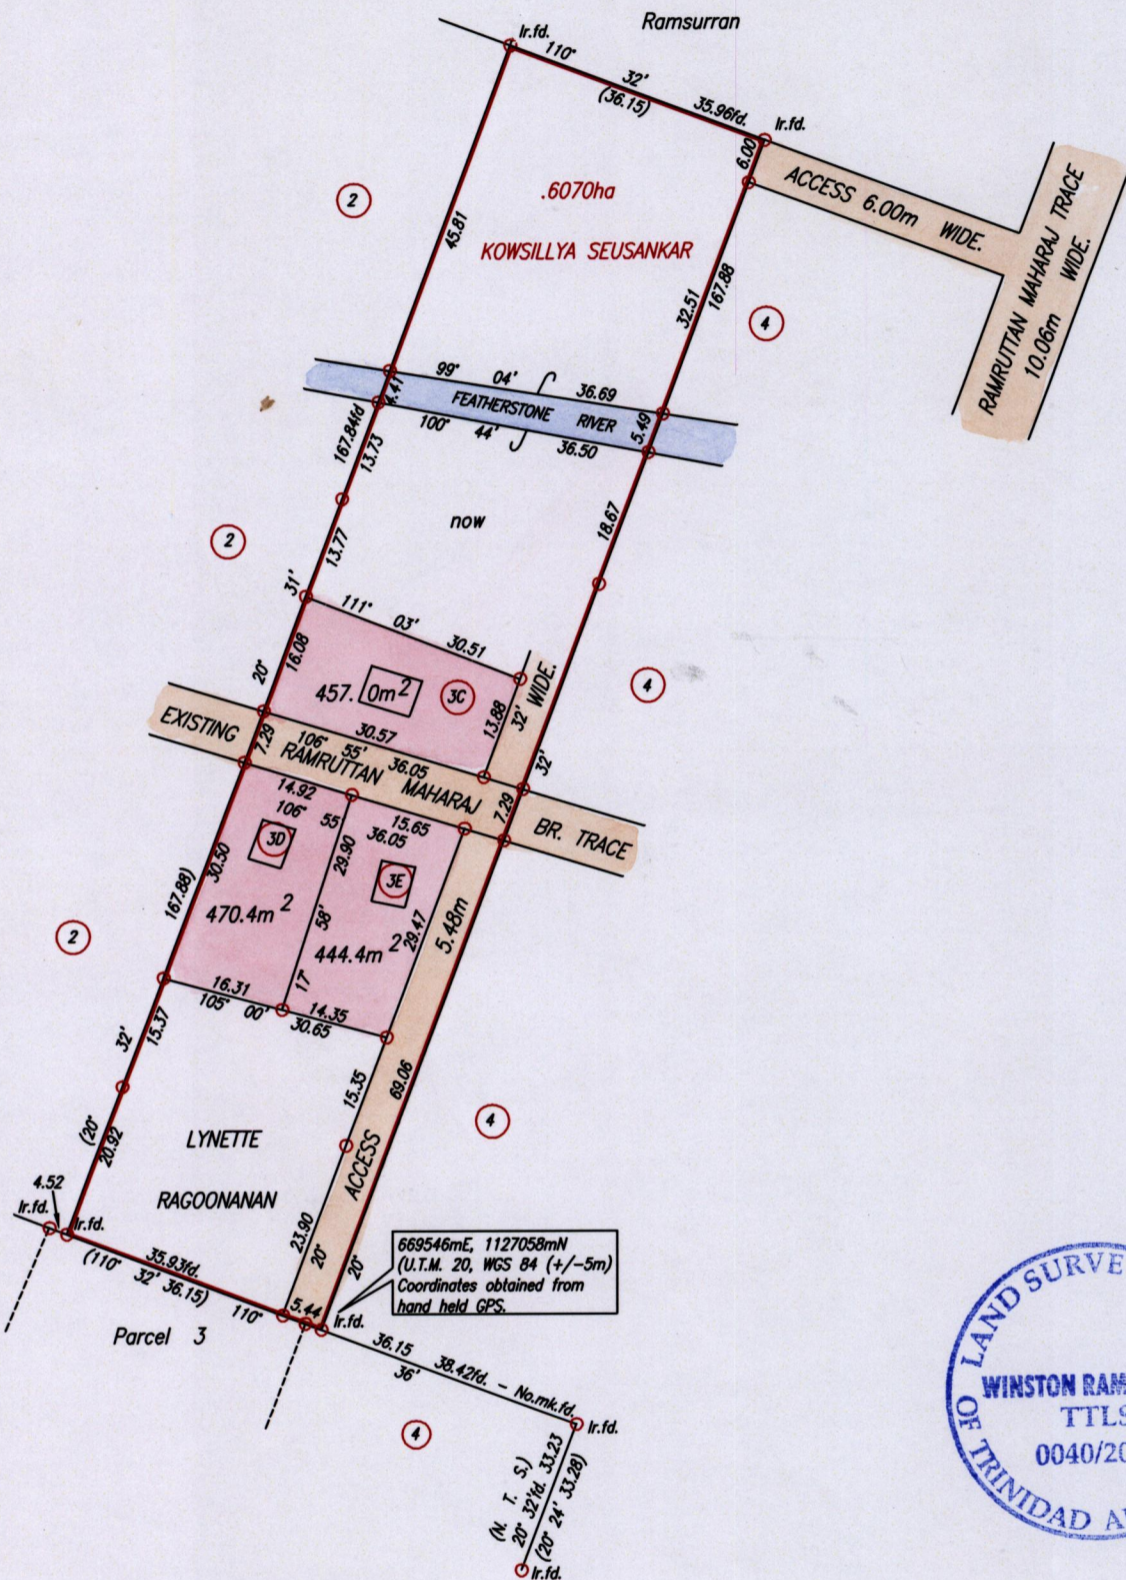 Ramsurran
Ir.fd.
110° 32'
(36.15)
35.96fd.
Ir.fd.
6.00
ACCESS 6.00m WIDE.
RAMRUTTAN MAHARAJ TRACE
10.06m WIDE.
2
45.81
.6070ha
KOWSILLYA SEUSANKAR
32.51
167.88
4
99° 04' 36.69
4.41
FEATHERSTONE RIVER
5.49
100° 44' 36.50
167.84fd
13.73
now
18.67
2
13.77
31'
111° 03' 30.51
20°
16.08
457.0m2
3C
13.88
32' WIDE.
4
30.57
32'
EXISTING RAMRUTTAN MAHARAJ BR. TRACE
7.29
106° 55' 36.05
7.29
14.92
106° 55
15.65
36.05
3D
3E
30.50
29.90
167.88)
470.4m2
58'
444.4m2
29.47
5.48m
2
17°
16.31
105° 00'
14.35
30.65
32'
15.37
15.35
69.06
4
(20°
20.92
LYNETTE
RAGOONANAN
ACCESS
4.52
Ir.fd.
Ir.fd.
23.90
20°
20°
35.93fd.
(110° 32' 36.15)
669546mE, 1127058mN
(U.T.M. 20, WGS 84 (+/-5m)
Coordinates obtained from
hand held GPS.
110°
5.44
Ir.fd.
Parcel 3
36.15
36'
38.42fd. - No.mk.fd.
Ir.fd.
4
(N. T. S.)
20° 32'fd. 33.23
(20° 24' 33.28)
Ir.fd.
LAND SURVE
WINSTON RAM
TTLS
0040/20
OF TRINIDAD A